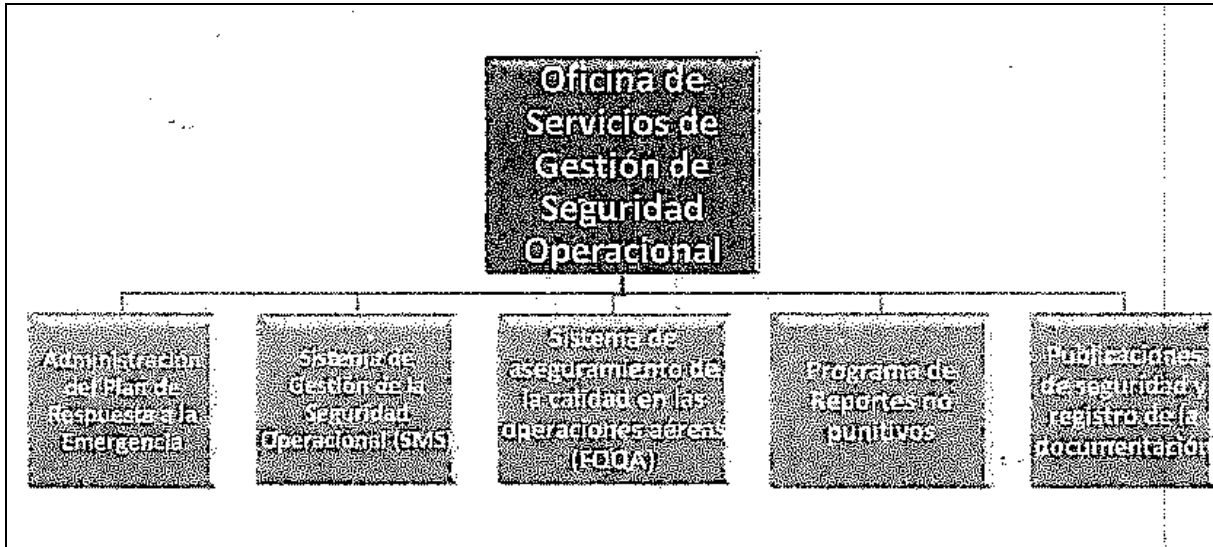 Oficina de
Servicios de
Gestión de
Seguridad
Operacional
Administración
del Plan de
Respuesta a la
Emergencia
Sistema de
Gestión de la
Seguridad
Operacional (SMS)
Sistema de
aseguramiento de
la calidad en las
operaciones aéreas
(FOQA)
Programa de
Reportes no
punitivos
Publicaciones
de seguridad y
registro de la
documentación